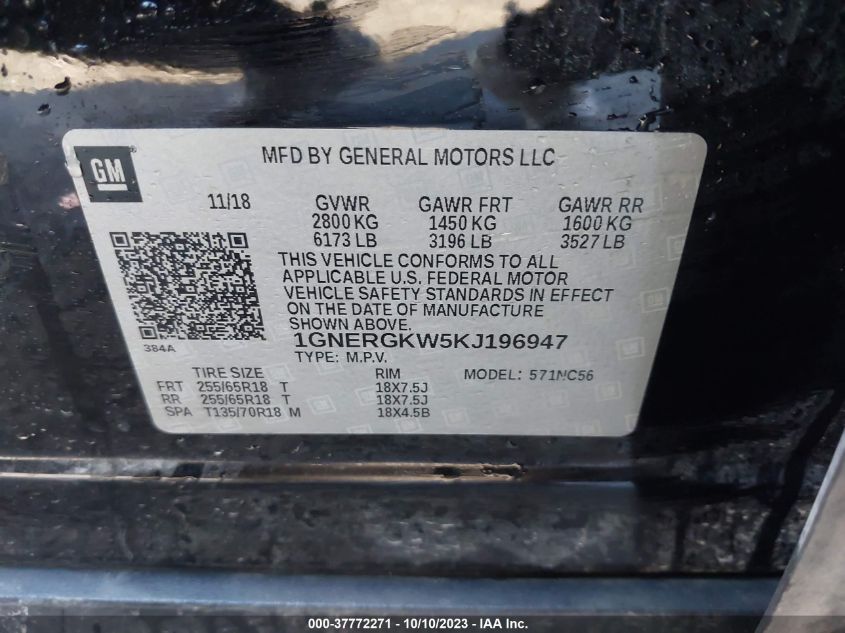 GM
MFD BY GENERAL MOTORS LLC
11/18 GVWR GAWR FRT GAWR RR
2800 KG 1450 KG 1600 KG
6173 LB 3196 LB 3527 LB
THIS VEHICLE CONFORMS TO ALL
APPLICABLE U.S. FEDERAL MOTOR
VEHICLE SAFETY STANDARDS IN EFFECT
ON THE DATE OF MANUFACTURE
SHOWN ABOVE.
384A
1GNERGKW5KJ196947
TYPE: M.P.V.
TIRE SIZE RIM MODEL: 571NC56
FRT 255/65R18 T 18X7.5J
RR 255/65R18 T 18X7.5J
SPA T135/70R18 M 18X4.5B
000-37772271 - 10/10/2023 - IAA Inc.